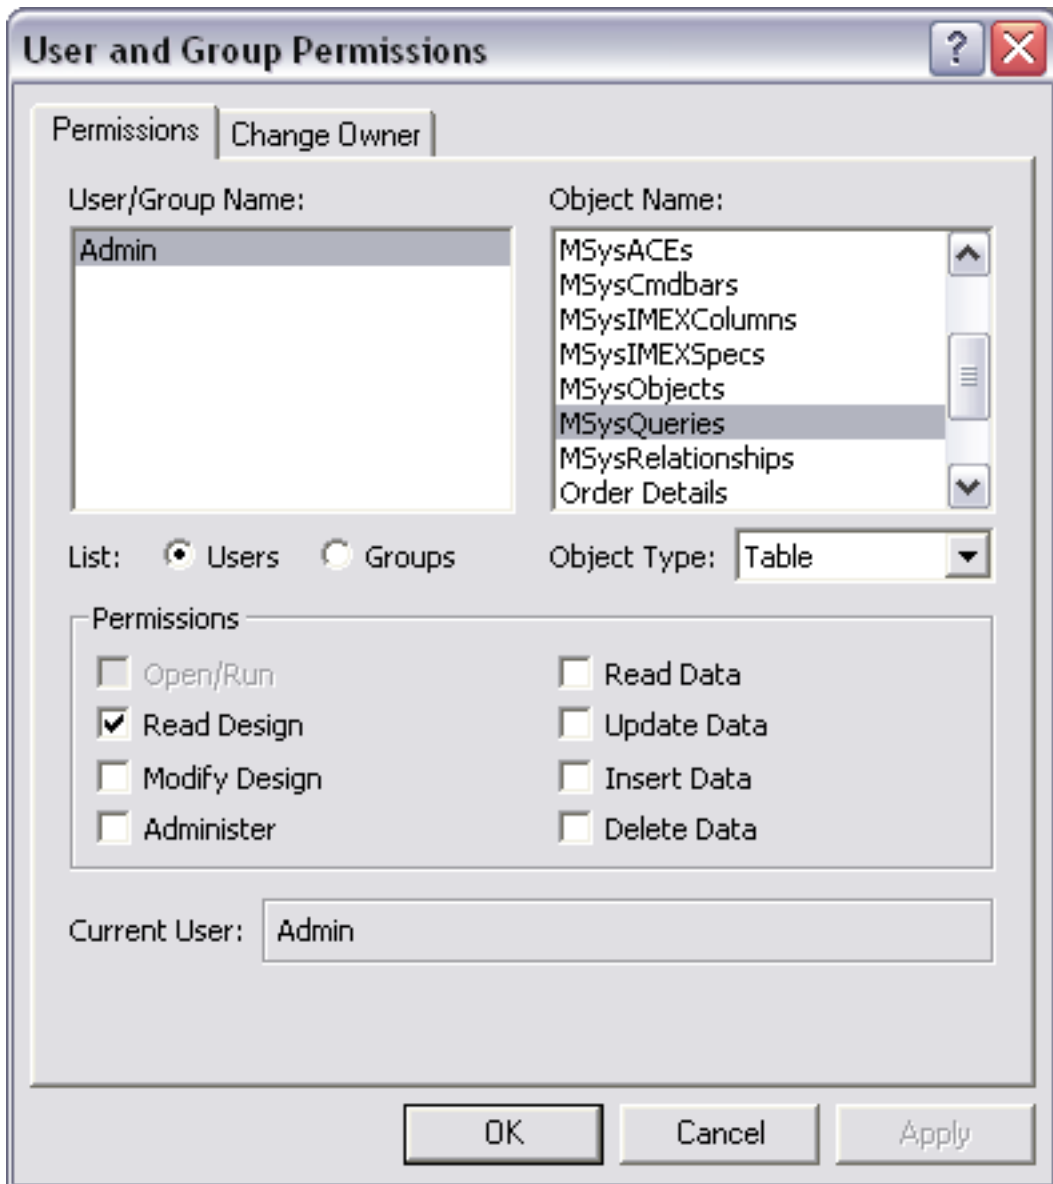 User and Group Permissions
Permissions
Change Owner
User/Group Name:
Admin
Object Name:
MSysACEs
MSysCmdbars
MSysIMEXColumns
MSysIMEXSpecs
MSysObjects
MSysQueries
MSysRelationships
Order Details
List: Users Groups
Object Type: Table
Permissions
Open/Run
Read Design
Modify Design
Administer
Read Data
Update Data
Insert Data
Delete Data
Current User: Admin
OK
Cancel
Apply